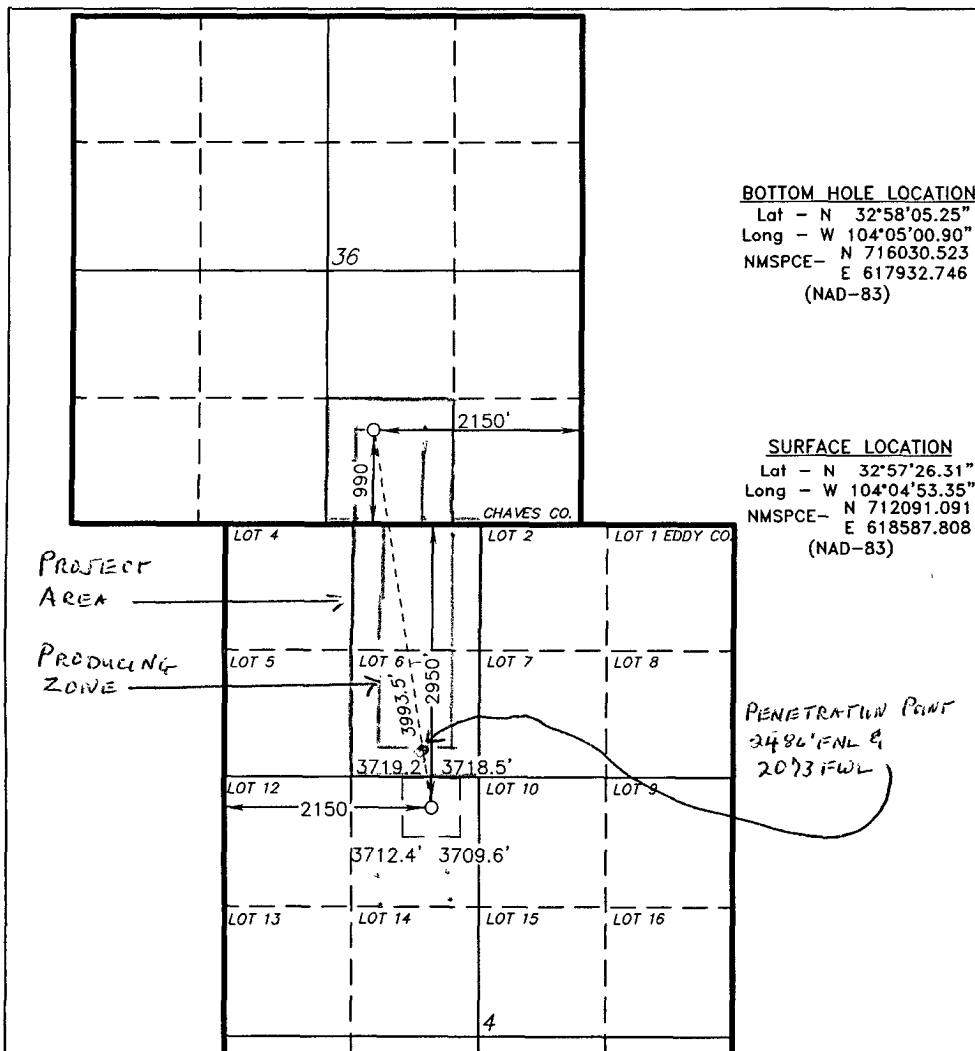 BOTTOM HOLE LOCATION
Lat - N 32°58'05.25"
Long - W 104°05'00.90"
NMSPCE- N 716030.523
E 617932.746
(NAD-83)
36
2150'
990'
CHAVES CO.
SURFACE LOCATION
Lat - N 32°57'26.31"
Long - W 104°04'53.35"
NMSPCE- N 712091.091
E 618587.808
(NAD-83)
LOT 4
LOT 2
LOT 1 EDDY CO.
PROJECT
AREA
LOT 5
LOT 6
LOT 7
LOT 8
PRODUCING
ZONE
3993.5'
2950'
PENETRATION POINT
2486' FNL &
2073 FWL
3719.2'
3718.5'
LOT 12
LOT 10
LOT 9
2150
3712.4'
3709.6'
LOT 13
LOT 14
LOT 15
LOT 16
4